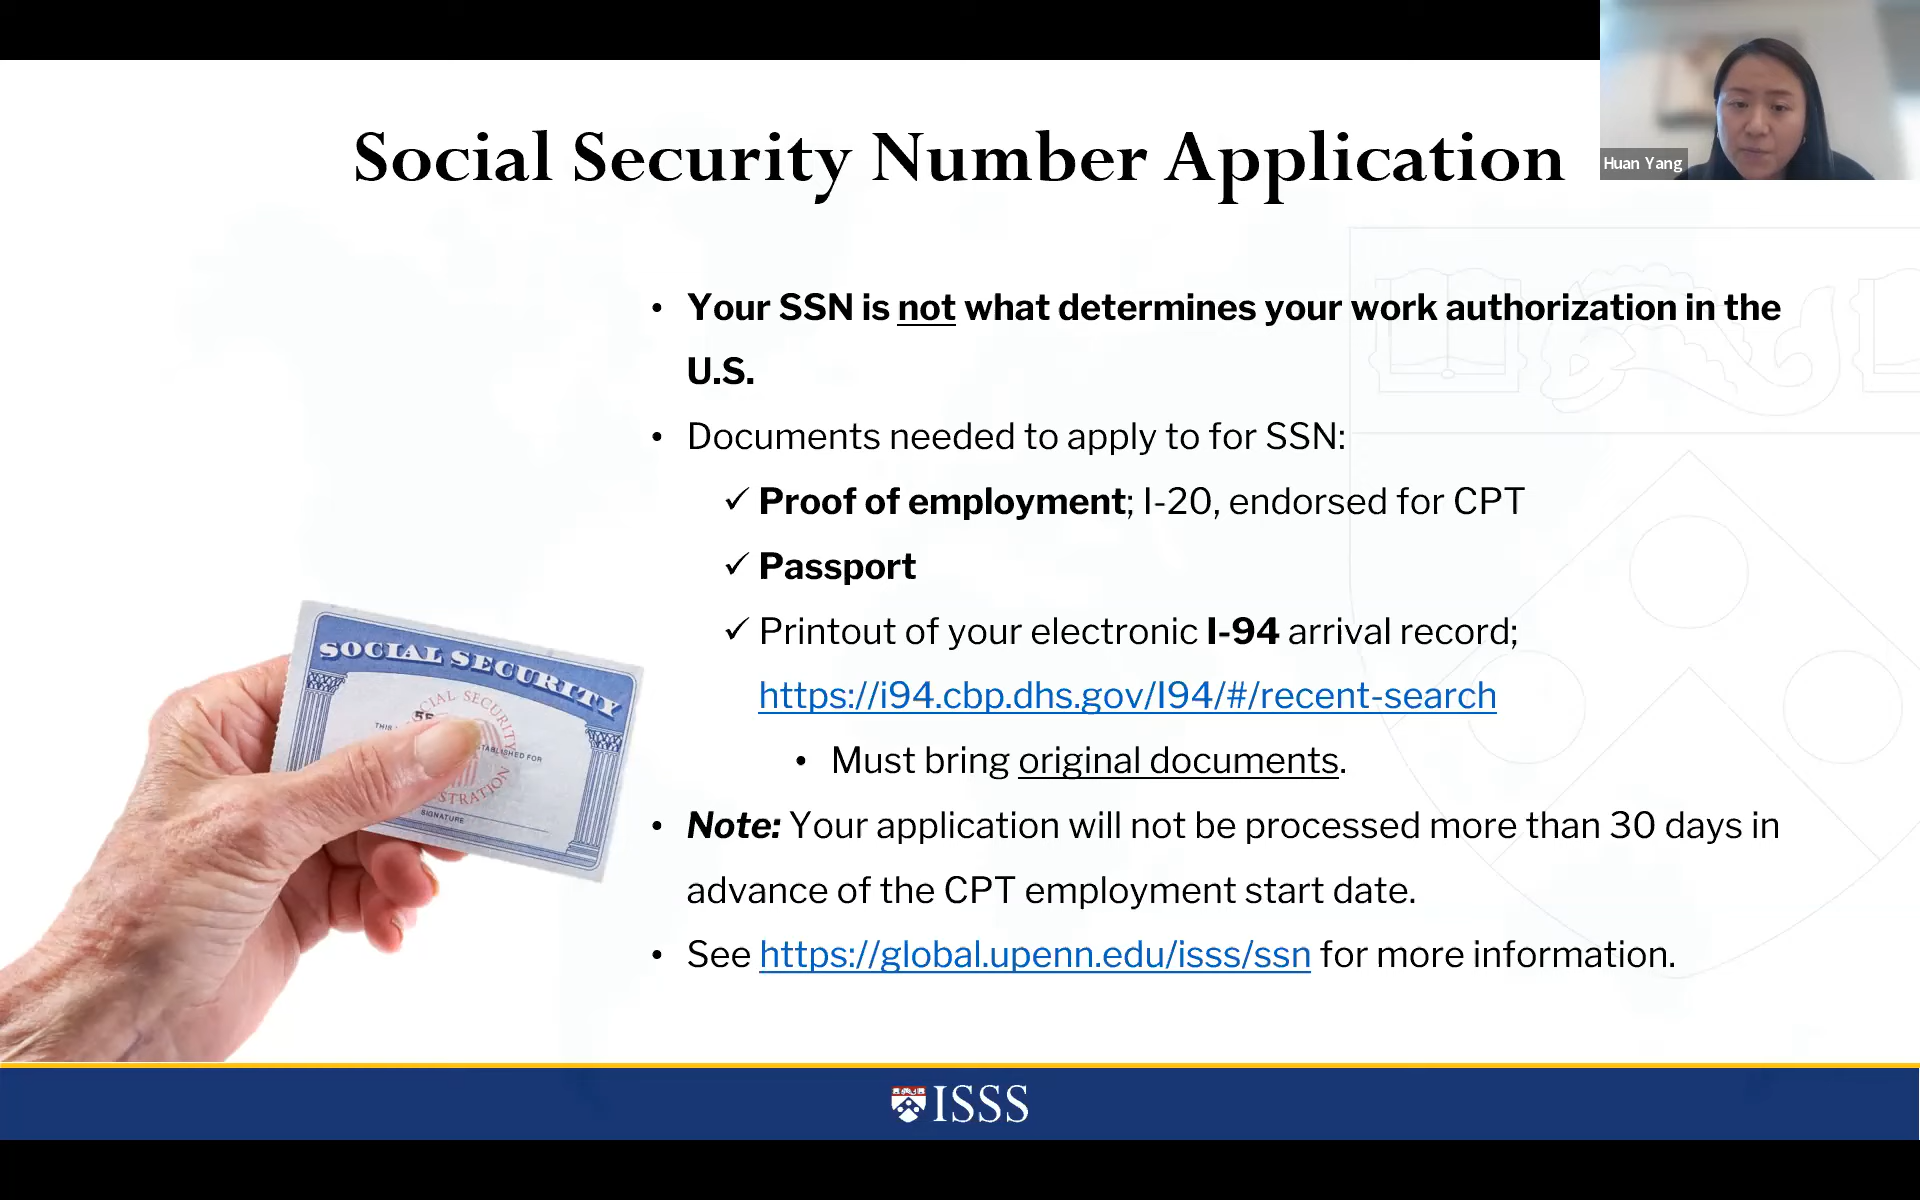 Huan Yang
Social Security Number Application
• Your SSN is not what determines your work authorization in the
U.S.
• Documents needed to apply to for SSN:
✓ Proof of employment; I-20, endorsed for CPT
✓ Passport
✓ Printout of your electronic I-94 arrival record;
https://i94.cbp.dhs.gov/I94/#/recent-search
• Must bring original documents.
• Note: Your application will not be processed more than 30 days in
advance of the CPT employment start date.
• See https://global.upenn.edu/isss/ssn for more information.
SOCIAL SECURITY
SIGNATURE
ISSS